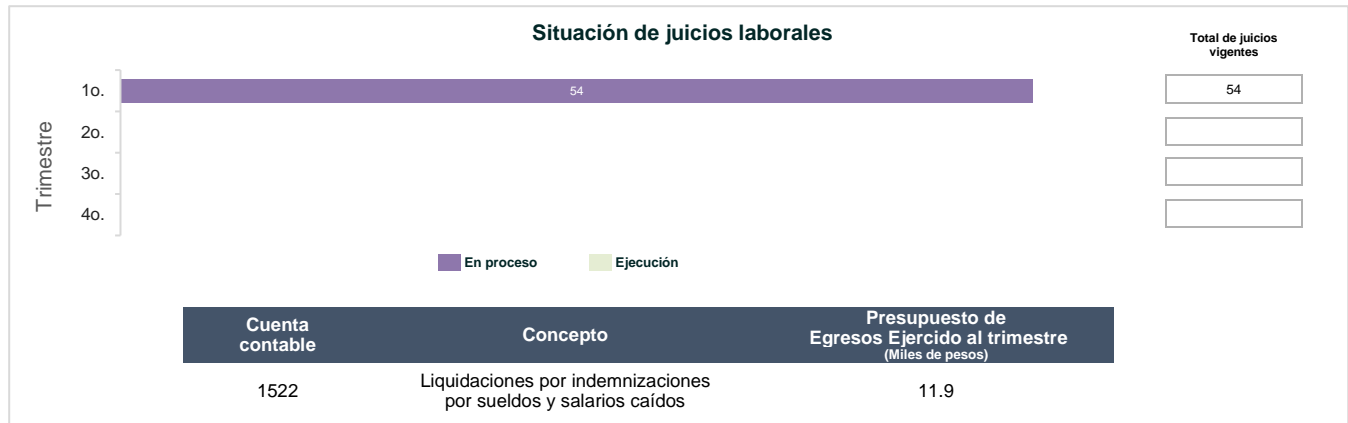 Situación de juicios laborales
Total de juicios
vigentes
Trimestre
1o.
54
54
2o.
3o.
4o.
En proceso
Ejecución
Cuenta
contable
Concepto
Presupuesto de
Egresos Ejercido al trimestre
(Miles de pesos)
1522
Liquidaciones por indemnizaciones
por sueldos y salarios caídos
11.9